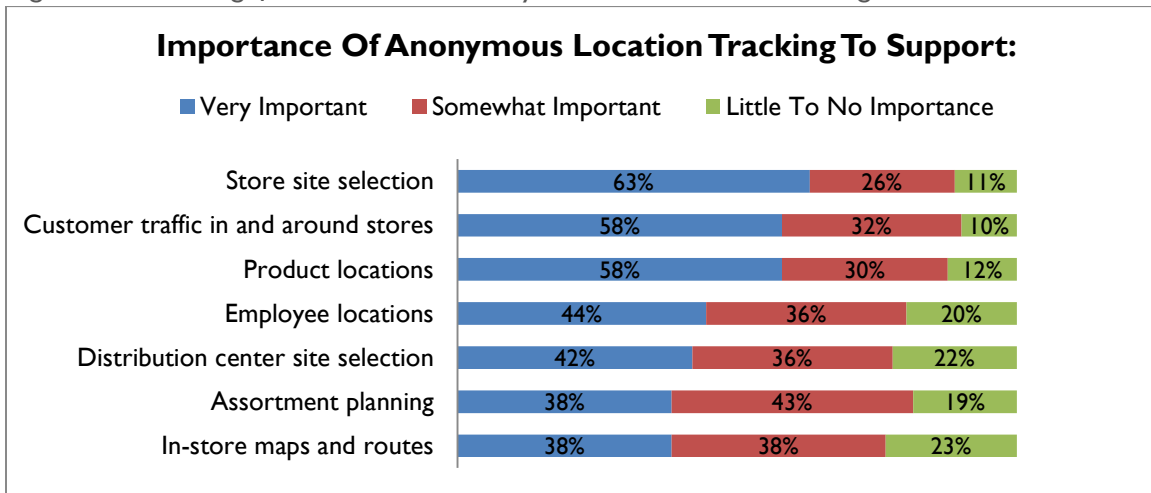 Importance Of Anonymous Location Tracking To Support:
Very Important Somewhat Important Little To No Importance
Store site selection 63% 26% 11%
Customer traffic in and around stores 58% 32% 10%
Product locations 58% 30% 12%
Employee locations 44% 36% 20%
Distribution center site selection 42% 36% 22%
Assortment planning 38% 43% 19%
In-store maps and routes 38% 38% 23%